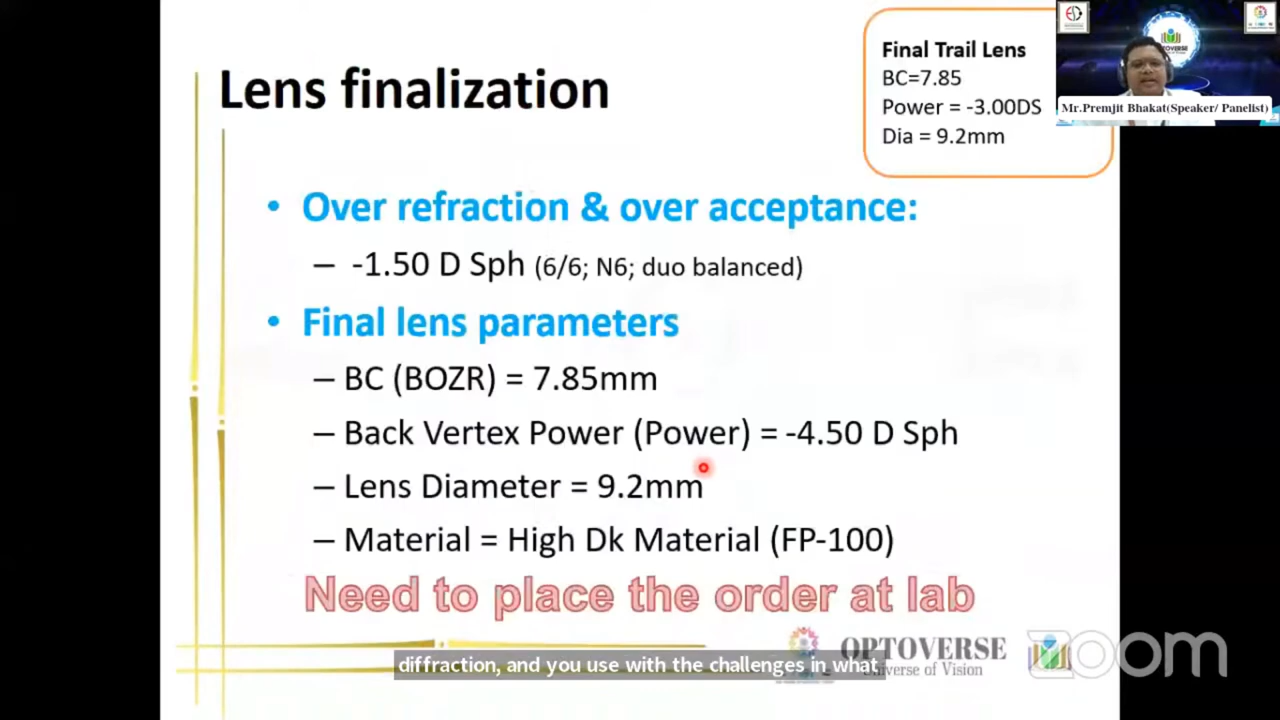 Lens finalization
Final Trail Lens
BC=7.85
Power = -3.00DS
Dia = 9.2mm
Mr.Premjit Bhakat(Speaker/ Panelist)
• Over refraction & over acceptance:
– -1.50 D Sph (6/6; N6; duo balanced)
• Final lens parameters
– BC (BOZR) = 7.85mm
– Back Vertex Power (Power) = -4.50 D Sph
– Lens Diameter = 9.2mm
– Material = High Dk Material (FP-100)
Need to place the order at lab
OPTOVERSE
Universe of Vision
zoom
diffraction, and you use with the challenges in what